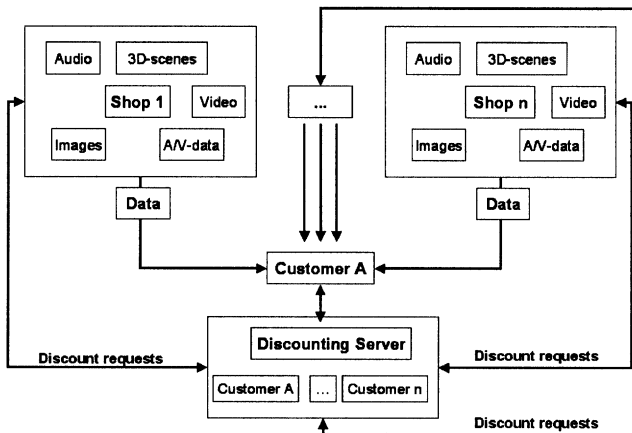 Audio
3D-scenes
Shop 1
Video
Images
A/V-data
Data
...
Audio
3D-scenes
Shop n
Video
Images
A/V-data
Data
Customer A
Discounting Server
Customer A
...
Customer n
Discount requests
Discount requests
Discount requests